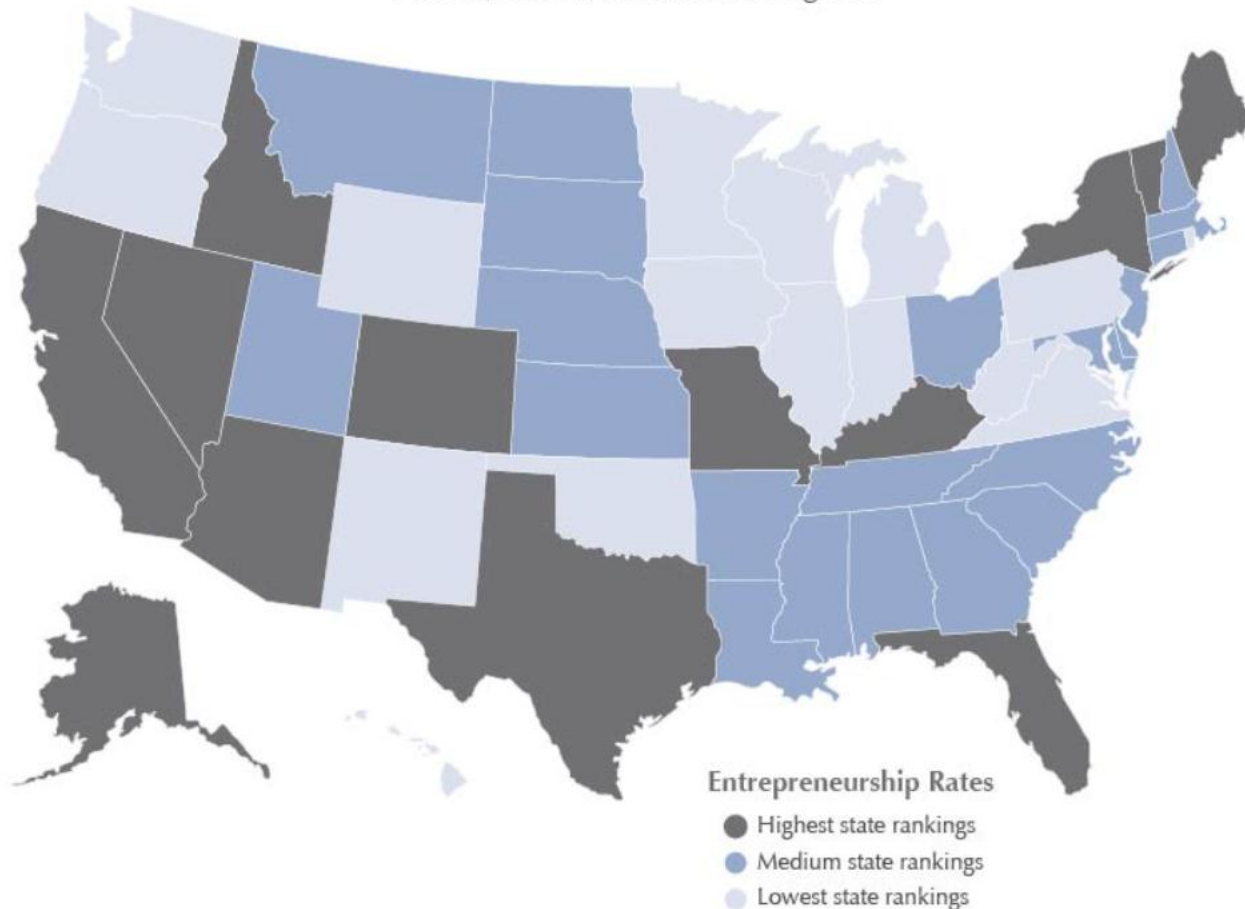 Entrepreneurship Rates
Highest state rankings
Medium state rankings
Lowest state rankings